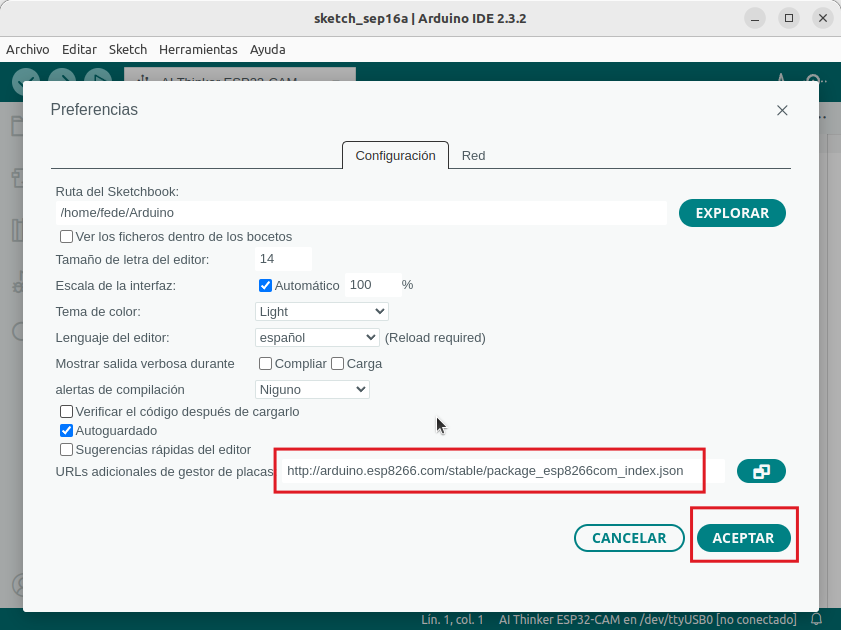 sketch_sep16a | Arduino IDE 2.3.2
Archivo Editar Sketch Herramientas Ayuda
AI Thinker ESP32-CAM
Preferencias
Configuración Red
Ruta del Sketchbook:
/home/fede/Arduino EXPLORAR
Ver los ficheros dentro de los bocetos
Tamaño de letra del editor: 14
Escala de la interfaz: Automático 100 %
Tema de color: Light
Lenguaje del editor: español (Reload required)
Mostrar salida verbosa durante Compliar Carga
alertas de compilación Niguno
Verificar el código después de cargarlo
Autoguardado
Sugerencias rápidas del editor
URLs adicionales de gestor de placas http://arduino.esp8266.com/stable/package_esp8266com_index.json
CANCELAR ACEPTAR
Lín. 1, col. 1 AI Thinker ESP32-CAM en /dev/ttyUSB0 [no conectado]